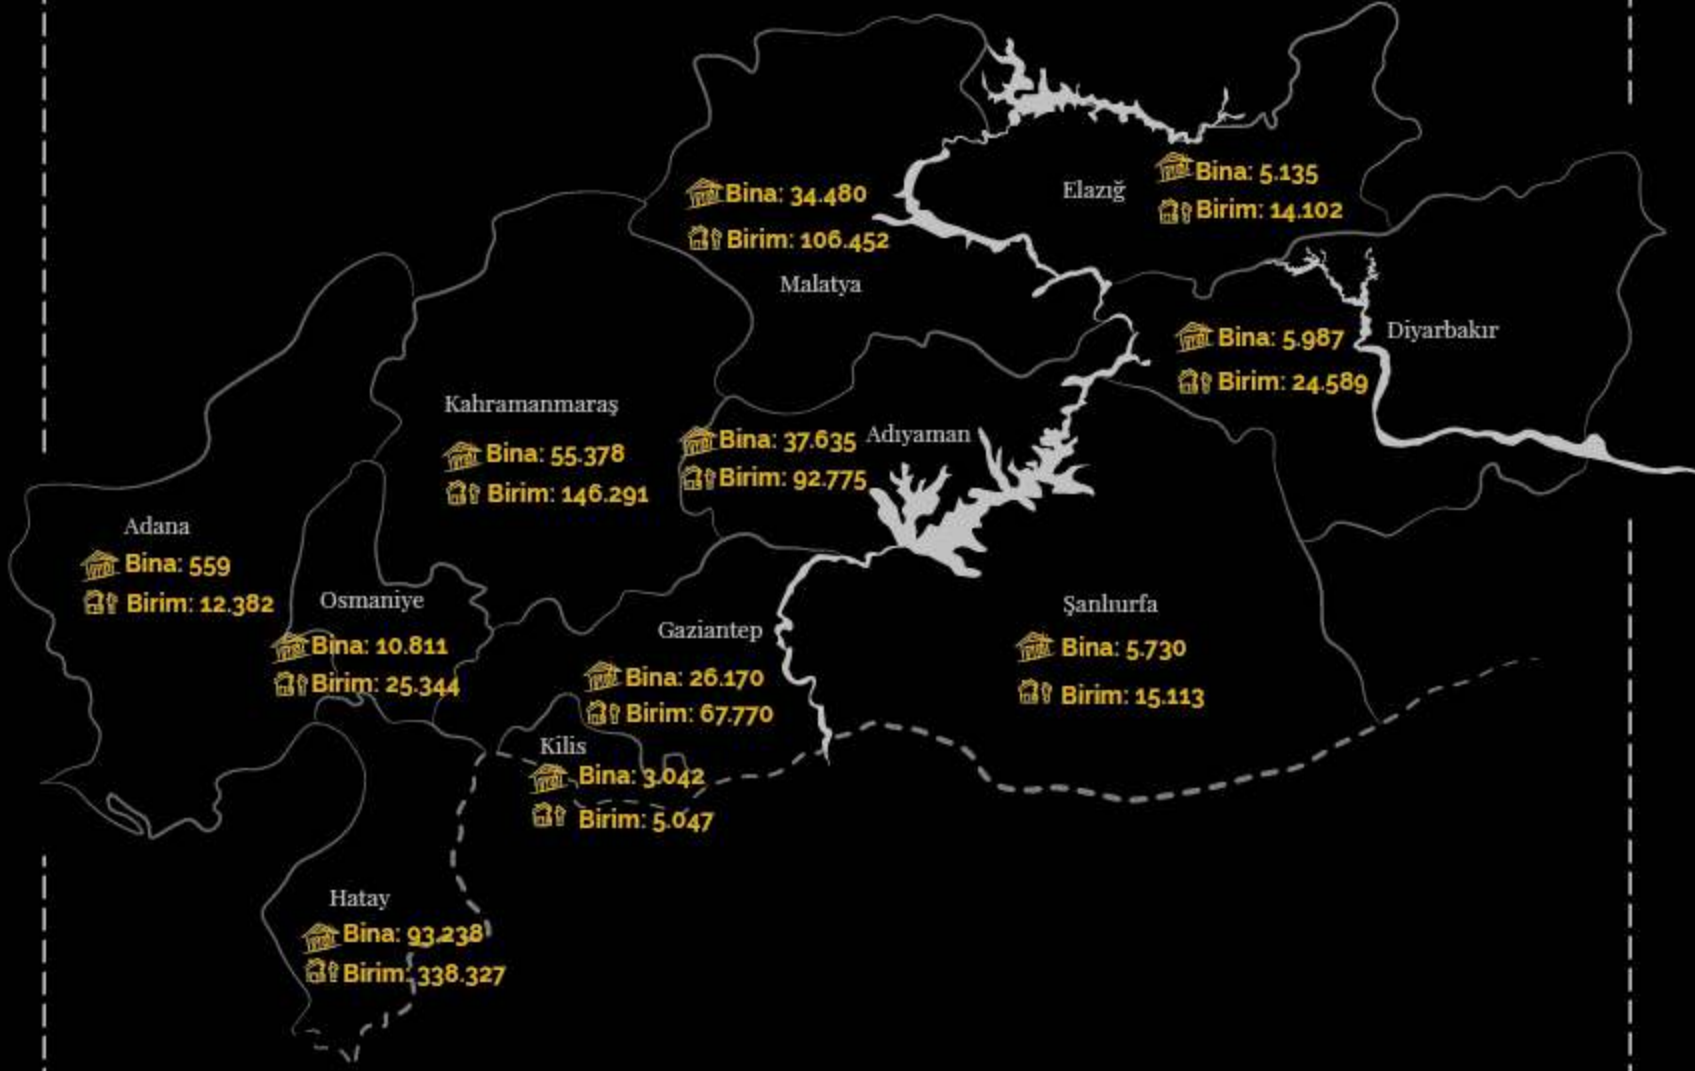 Elazığ
Bina: 5.135
Birim: 14.102
Bina: 34.480
Birim: 106.452
Malatya
Diyarbakır
Bina: 5.987
Birim: 24.589
Kahramanmaraş
Bina: 55.378
Birim: 146.291
Adıyaman
Bina: 37.635
Birim: 92.775
Adana
Bina: 559
Birim: 12.382
Osmaniye
Bina: 10.811
Birim: 25.344
Gaziantep
Bina: 26.170
Birim: 67.770
Şanlıurfa
Bina: 5.730
Birim: 15.113
Kilis
Bina: 3.042
Birim: 5.047
Hatay
Bina: 93.238
Birim: 338.327